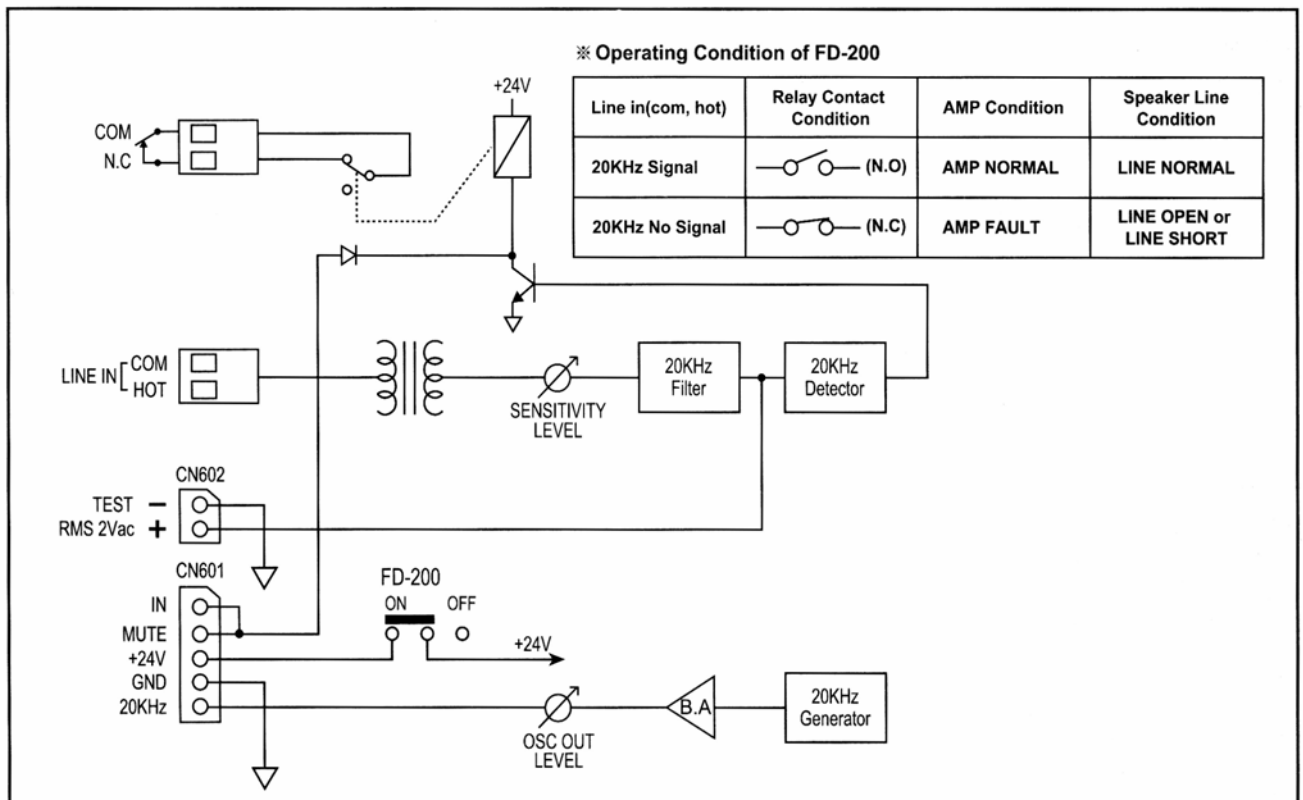 ※ Operating Condition of FD-200
Line in(com, hot)
Relay Contact
Condition
AMP Condition
Speaker Line
Condition
20KHz Signal
(N.O)
AMP NORMAL
LINE NORMAL
20KHz No Signal
(N.C)
AMP FAULT
LINE OPEN or
LINE SHORT
+24V
COM
N.C
LINE IN
COM
HOT
SENSITIVITY
LEVEL
20KHz
Filter
20KHz
Detector
CN602
TEST −
RMS 2Vac +
CN601
IN
MUTE
+24V
GND
20KHz
FD-200
ON OFF
+24V
OSC OUT
LEVEL
B.A
20KHz
Generator